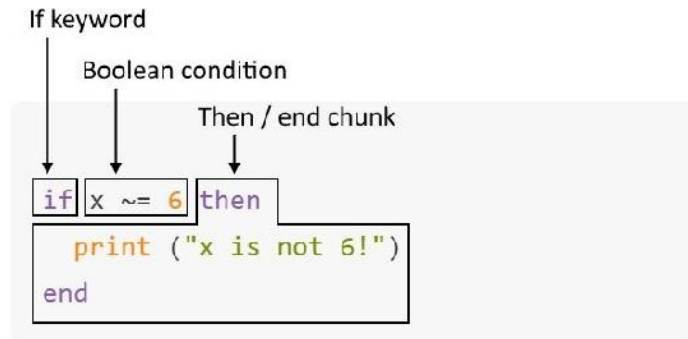 If keyword
Boolean condition
Then / end chunk
if x ~= 6 then
print ("x is not 6!")
end